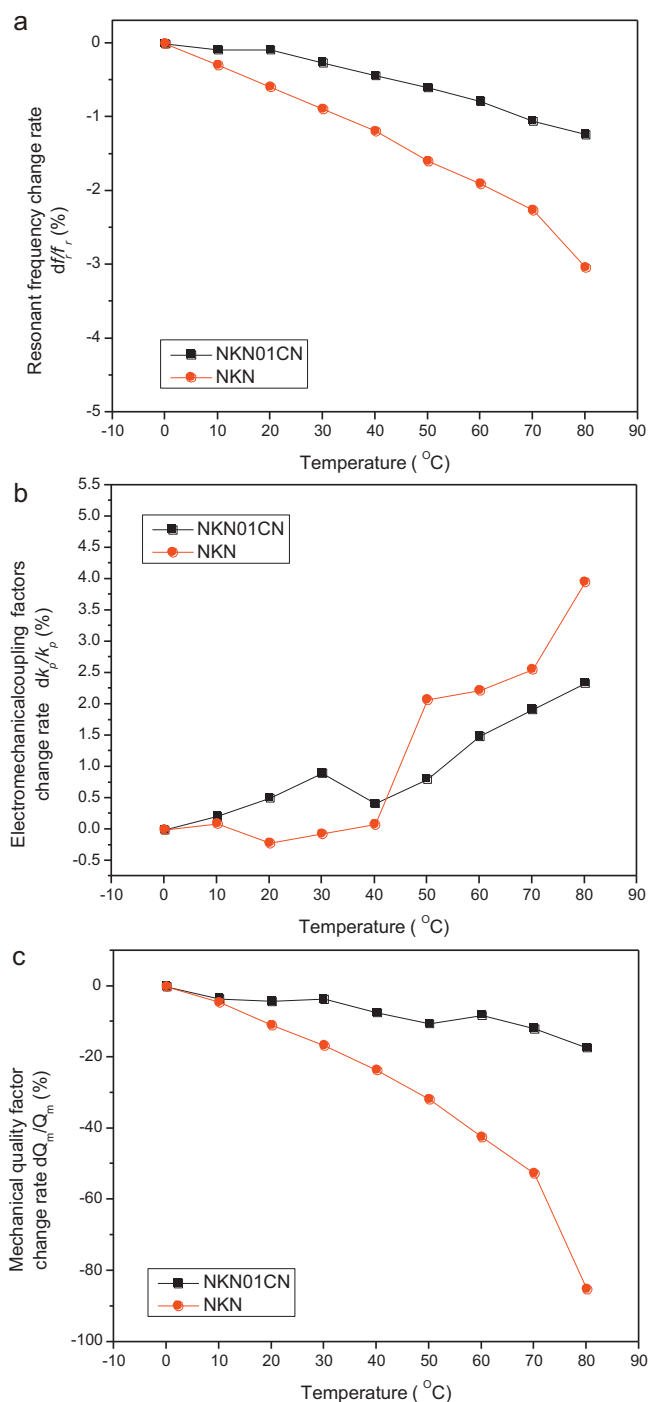 a
0
-1
-2
-3
-4
-5
Resonant frequency change rate
df_r/f_r (%)
NKN01CN
NKN
-10 0 10 20 30 40 50 60 70 80 90
Temperature ( ^OC)
b
5.5
5.0
4.5
4.0
3.5
3.0
2.5
2.0
1.5
1.0
0.5
0.0
-0.5
Electromechanicalcoupling factors
change rate dk_p/k_p (%)
NKN01CN
NKN
-10 0 10 20 30 40 50 60 70 80 90
Temperature ( ^OC)
c
0
-20
-40
-60
-80
-100
Mechanical quality factor
change rate dQ_m/Q_m (%)
NKN01CN
NKN
-10 0 10 20 30 40 50 60 70 80 90
Temperature ( ^OC)